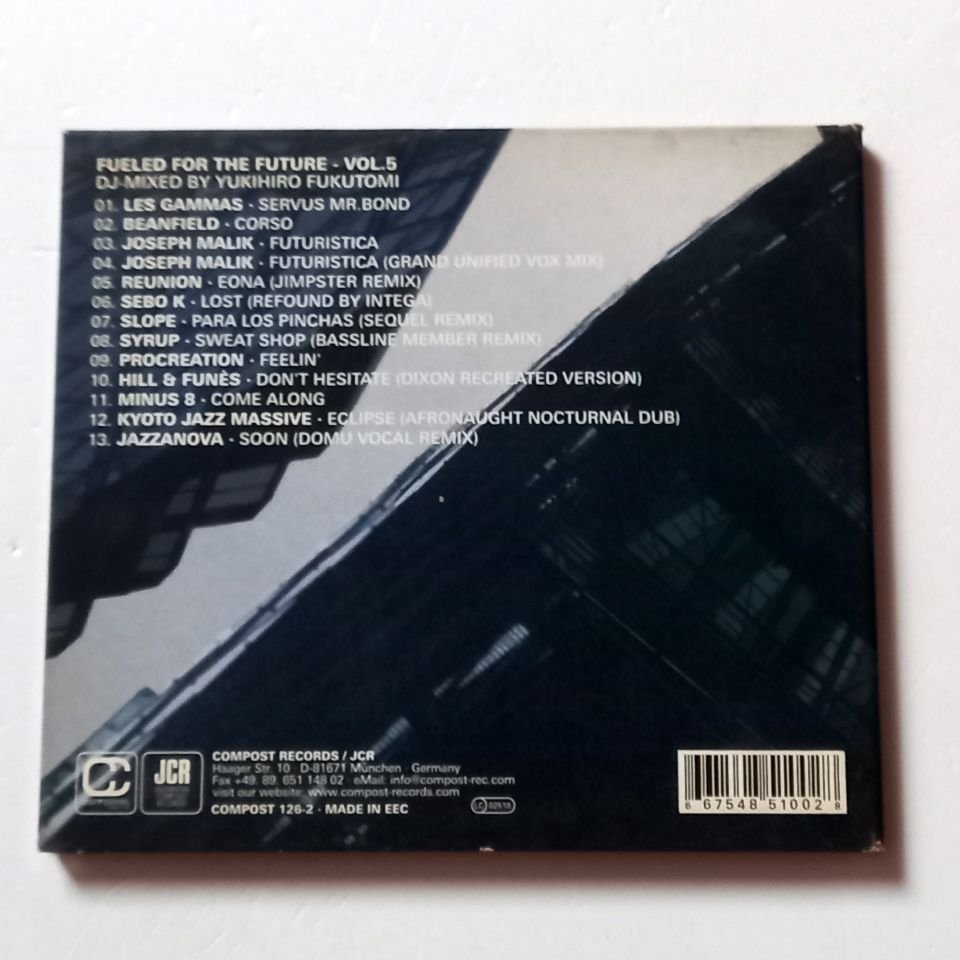 FUELED FOR THE FUTURE - VOL.5
DJ-MIXED BY YUKIHIRO FUKUTOMI
01. LES GAMMAS · SERVUS MR.BOND
02. BEANFIELD · CORSO
03. JOSEPH MALIK · FUTURISTICA
04. JOSEPH MALIK · FUTURISTICA (GRAND UNIFIED VOX MIX)
05. REUNION · EONA (JIMPSTER REMIX)
06. SEBO K · LOST (REFOUND BY INTEGA)
07. SLOPE · PARA LOS PINCHAS (SEQUEL REMIX)
08. SYRUP · SWEAT SHOP (BASSLINE MEMBER REMIX)
09. PROCREATION · FEELIN'
10. HILL & FUNÈS · DON'T HESITATE (DIXON RECREATED VERSION)
11. MINUS 8 · COME ALONG
12. KYOTO JAZZ MASSIVE · ECLIPSE (AFRONAUGHT NOCTURNAL DUB)
13. JAZZANOVA · SOON (DOMU VOCAL REMIX)
JCR
COMPOST RECORDS / JCR
Haager Str. 10 D-81671 München · Germany
Fax +49. 89. 651 148 02 · eMail: info@compost-rec.com
visit our website: www.compost-records.com
COMPOST 126-2 · MADE IN EEC
LC 02518
6 67548 51002 8